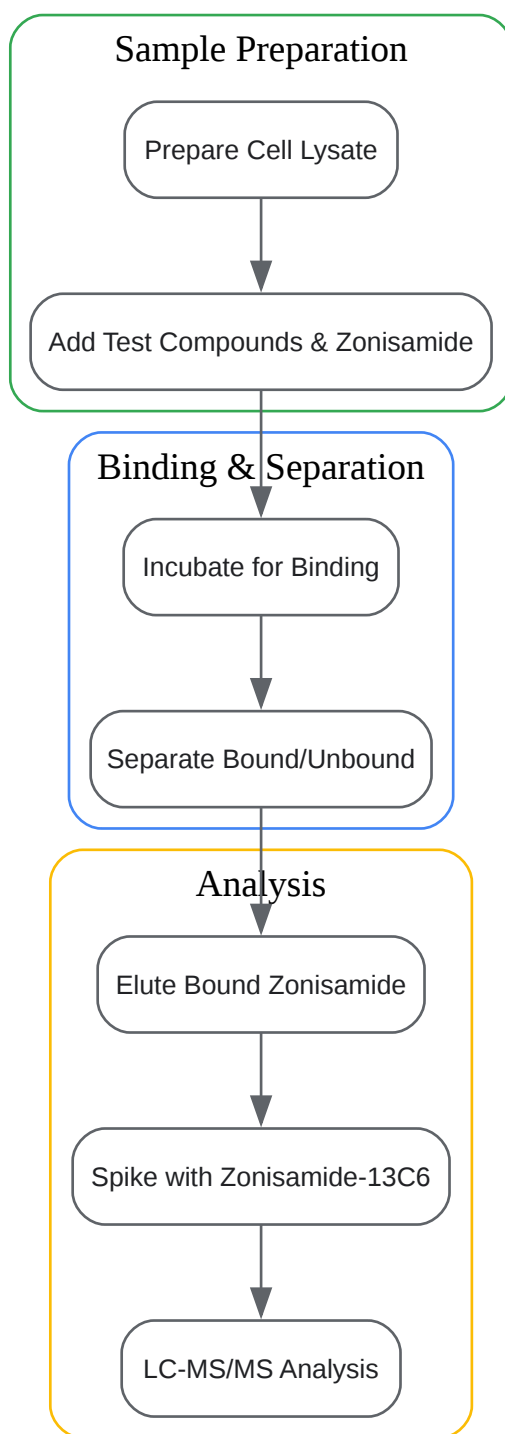 Sample Preparation
Prepare Cell Lysate
Add Test Compounds & Zonisamide
Binding & Separation
Incubate for Binding
Separate Bound/Unbound
Analysis
Elute Bound Zonisamide
Spike with Zonisamide-13C6
LC-MS/MS Analysis